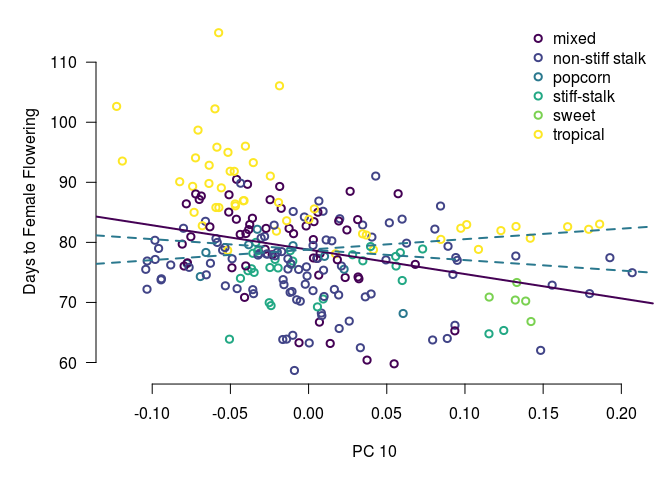 mixed
non-stiff stalk
popcorn
stiff-stalk
sweet
tropical
Days to Female Flowering
110
100
90
80
70
60
-0.10 -0.05 0.00 0.05 0.10 0.15 0.20
PC 10